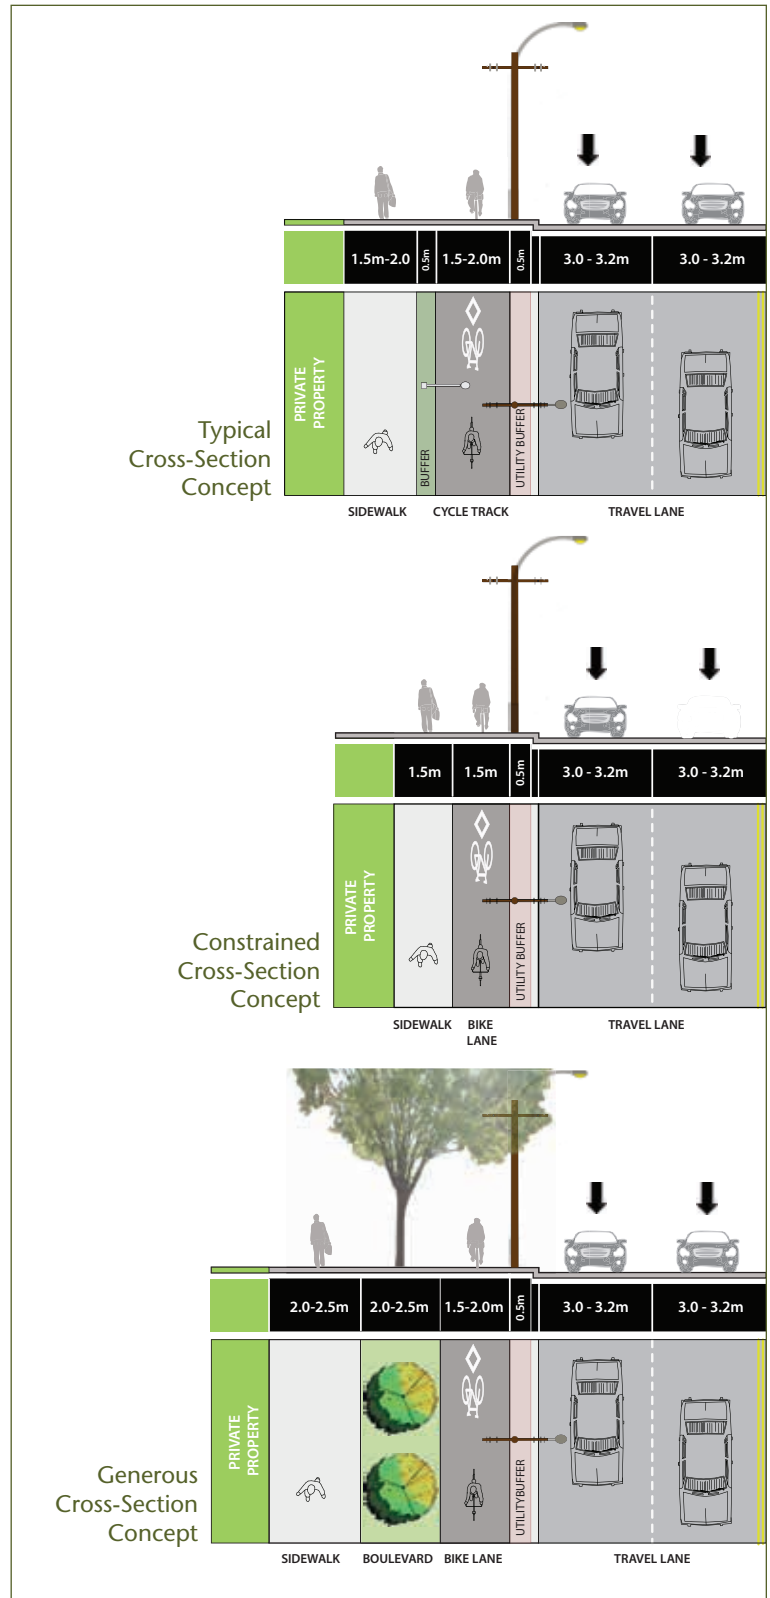 1.5m-2.0
0.5m
1.5-2.0m
0.5m
3.0 - 3.2m
3.0 - 3.2m
PRIVATE
PROPERTY
BUFFER
UTILITY BUFFER
Typical
Cross-Section
Concept
SIDEWALK
CYCLE TRACK
TRAVEL LANE
1.5m
1.5m
0.5m
3.0 - 3.2m
3.0 - 3.2m
PRIVATE
PROPERTY
UTILITY BUFFER
Constrained
Cross-Section
Concept
SIDEWALK
BIKE
LANE
TRAVEL LANE
2.0-2.5m
2.0-2.5m
1.5-2.0m
0.5m
3.0 - 3.2m
3.0 - 3.2m
PRIVATE
PROPERTY
UTILITYBUFFER
Generous
Cross-Section
Concept
SIDEWALK
BOULEVARD
BIKE LANE
TRAVEL LANE